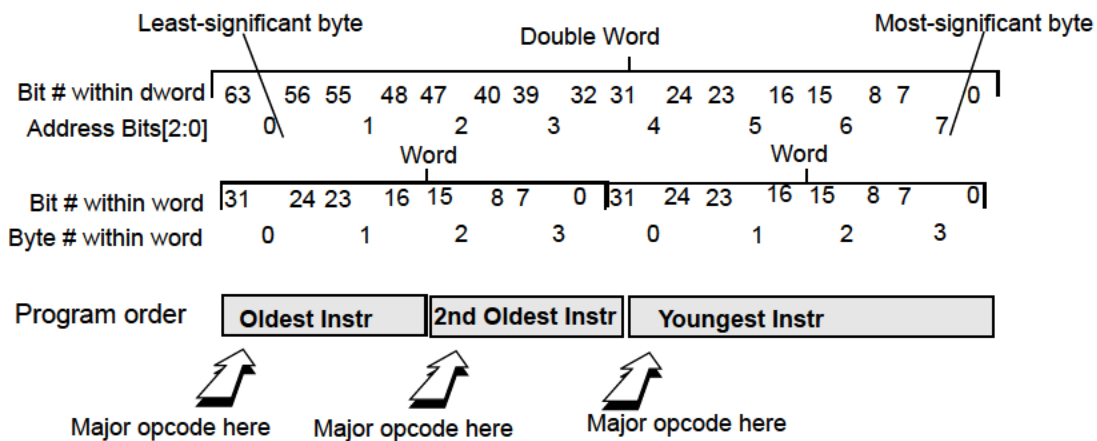 Least-significant byte Most-significant byte
Double Word
Bit # within dword 63 56 55 48 47 40 39 32 31 24 23 16 15 8 7 0
Address Bits[2:0] 0 1 2 3 4 5 6 7
Word Word
Bit # within word 31 24 23 16 15 8 7 0 31 24 23 16 15 8 7 0
Byte # within word 0 1 2 3 0 1 2 3
Program order Oldest Instr 2nd Oldest Instr Youngest Instr
Major opcode here Major opcode here Major opcode here